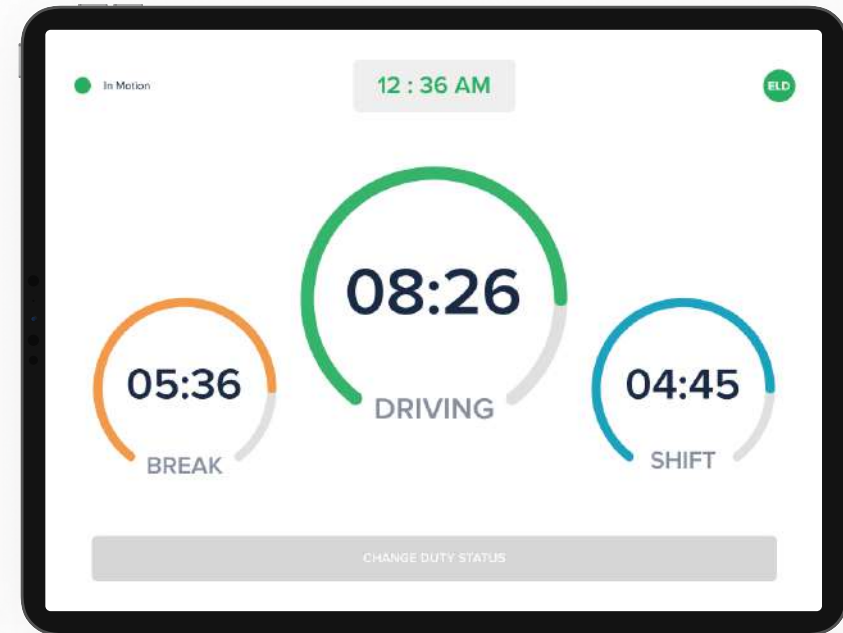 In Motion
12 : 36 AM
ELD
08:26
DRIVING
05:36
BREAK
04:45
SHIFT
CHANGE DUTY STATUS